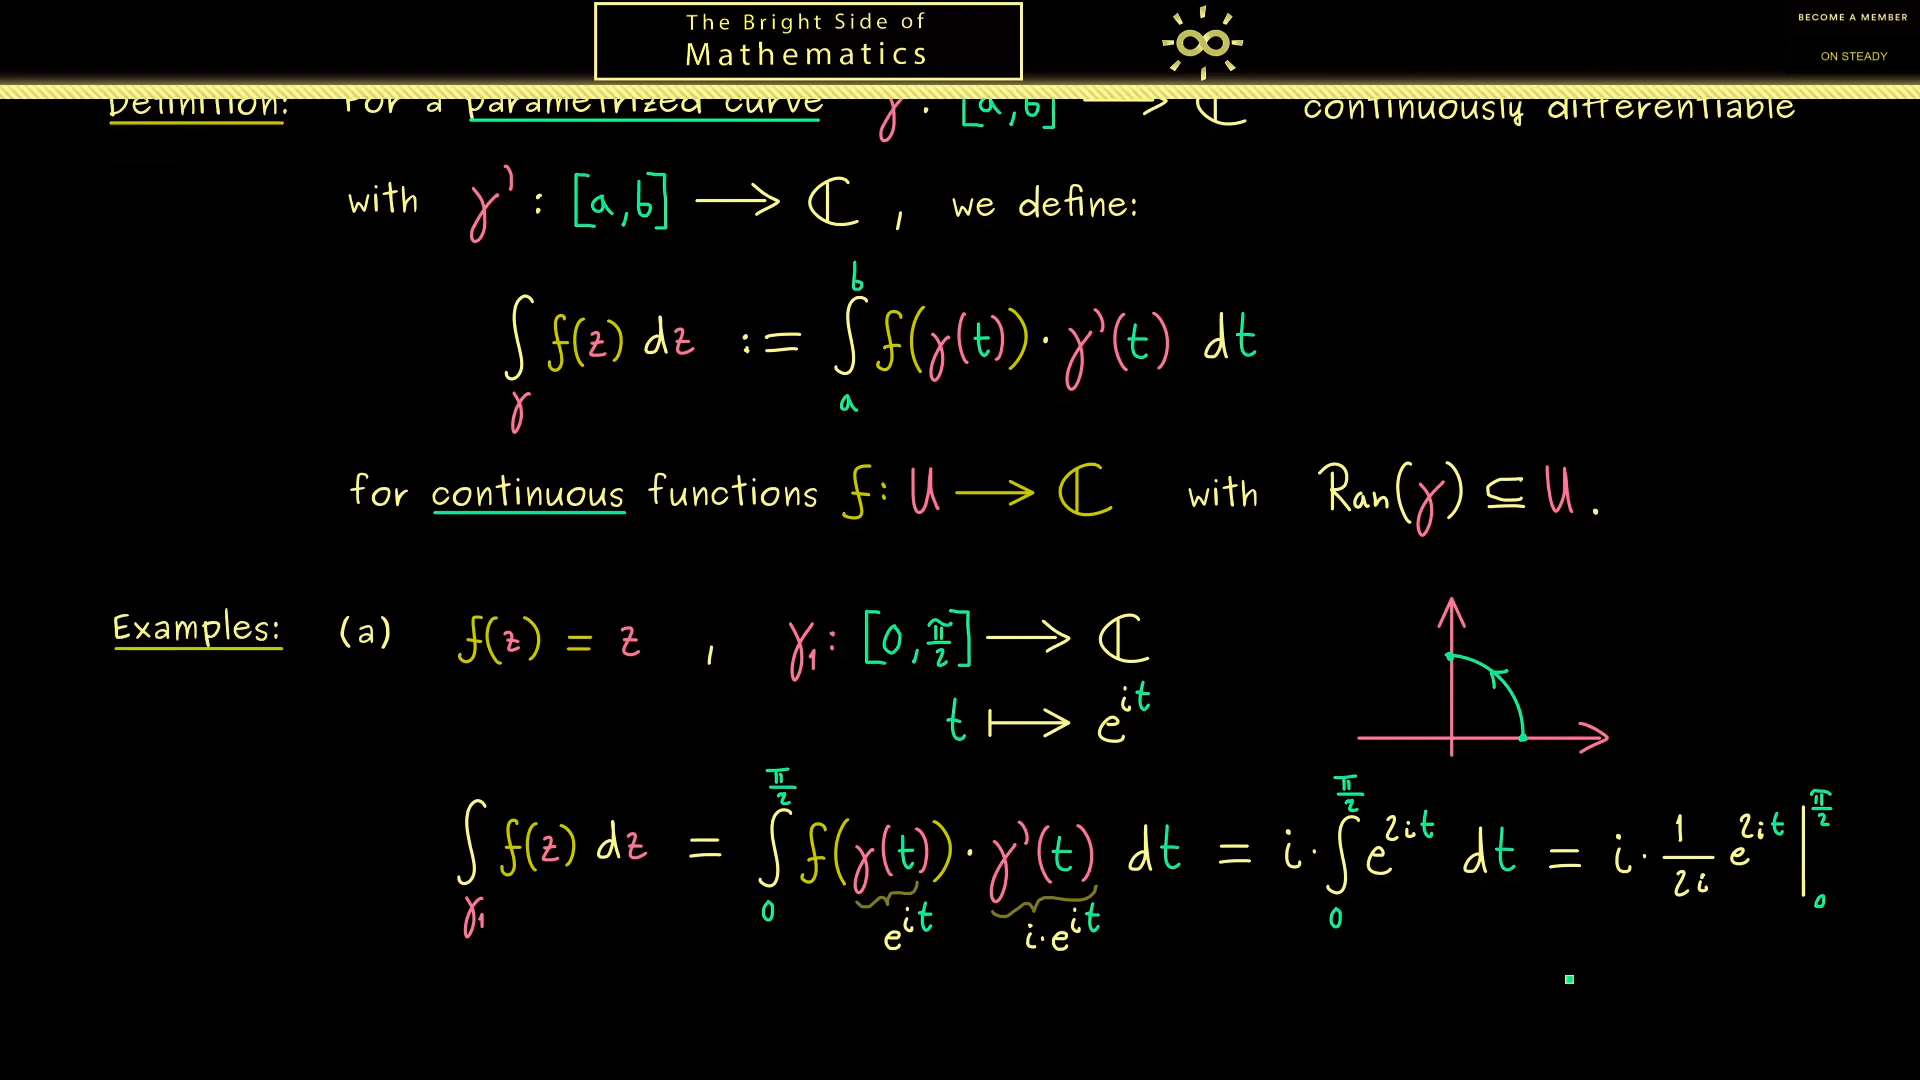 The Bright Side of
Mathematics
BECOME A MEMBER
ON STEADY
Definition: For a parametrized curve γ : [a,b] ⟶ ℂ continuously differentiable
with γ' : [a,b] ⟶ ℂ , we define:
∫_γ f(z) dz := ∫_a^b f(γ(t)) · γ'(t) dt
for continuous functions f: U ⟶ ℂ with Ran(γ) ⊆ U .
Examples: (a) f(z) = z , γ₁: [0, π/2] ⟶ ℂ
t ⟼ e^{it}
∫_{γ₁} f(z) dz = ∫_0^{π/2} f(γ(t)) · γ'(t) dt = i · ∫_0^{π/2} e^{2it} dt = i · 1/(2i) e^{2it} |_0^{π/2}
e^{it} i·e^{it}